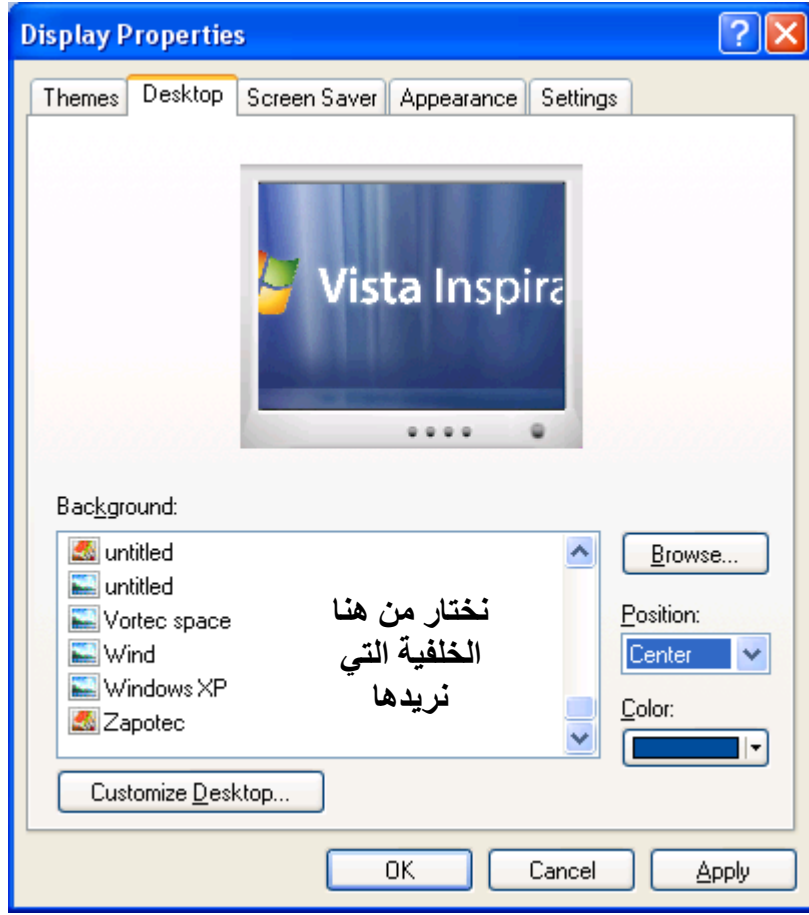 Display Properties
Themes Desktop Screen Saver Appearance Settings
Vista Inspira
Background:
untitled
untitled
Vortec space
Wind
Windows XP
Zapotec
نختار من هنا
الخلفية التي
نريدها
Browse...
Position:
Center
Color:
Customize Desktop...
OK Cancel Apply